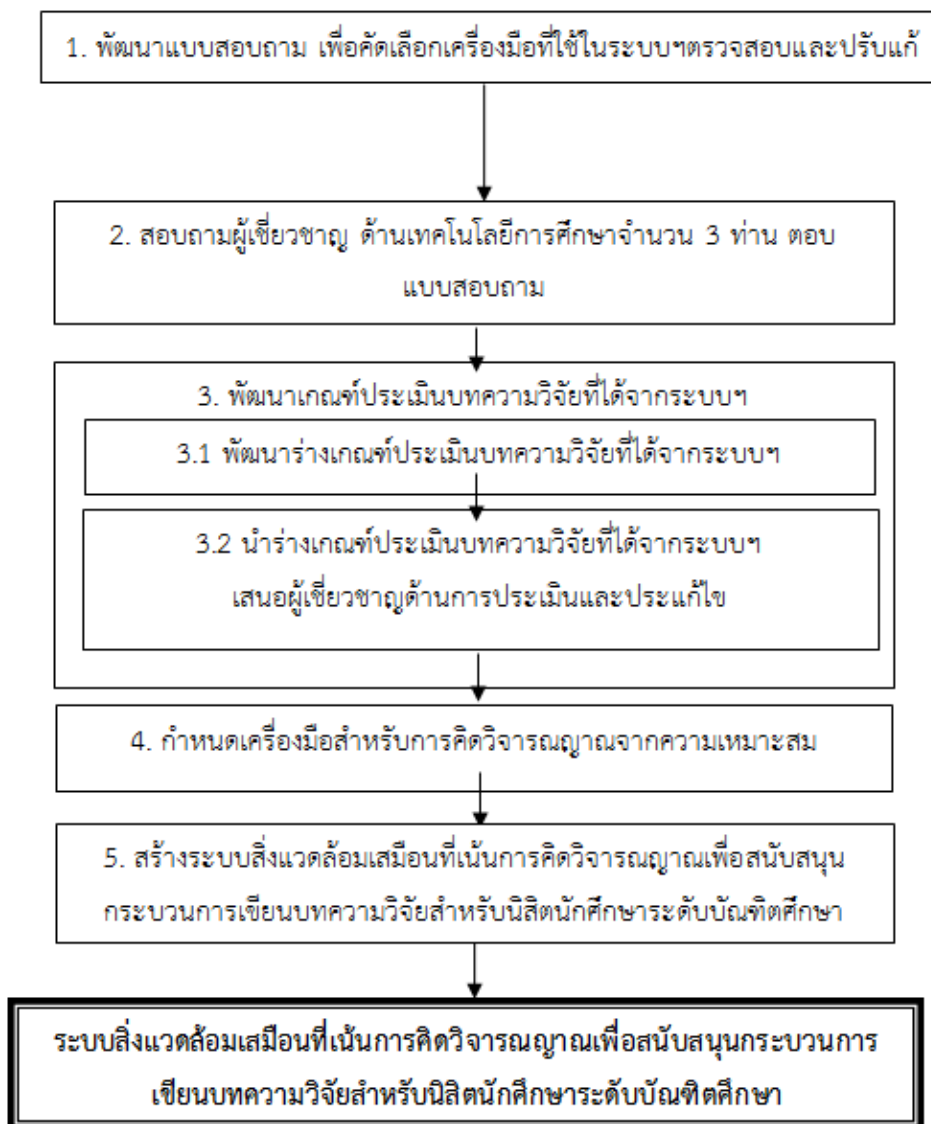 1. พัฒนาแบบสอบถาม เพื่อคัดเลือกเครื่องมือที่ใช้ในระบบฯตรวจสอบและปรับแก้
2. สอบถามผู้เชี่ยวชาญ ด้านเทคโนโลยีการศึกษาจำนวน 3 ท่าน ตอบ
แบบสอบถาม
3. พัฒนาเกณฑ์ประเมินบทความวิจัยที่ได้จากระบบฯ
3.1 พัฒนาร่างเกณฑ์ประเมินบทความวิจัยที่ได้จากระบบฯ
3.2 นำร่างเกณฑ์ประเมินบทความวิจัยที่ได้จากระบบฯ
เสนอผู้เชี่ยวชาญด้านการประเมินและประแก้ไข
4. กำหนดเครื่องมือสำหรับการคิดวิจารณญาณจากความเหมาะสม
5. สร้างระบบสิ่งแวดล้อมเสมือนที่เน้นการคิดวิจารณญาณเพื่อสนับสนุน
กระบวนการเขียนบทความวิจัยสำหรับนิสิตนักศึกษาระดับบัณฑิตศึกษา
ระบบสิ่งแวดล้อมเสมือนที่เน้นการคิดวิจารณญาณเพื่อสนับสนุนกระบวนการ
เขียนบทความวิจัยสำหรับนิสิตนักศึกษาระดับบัณฑิตศึกษา